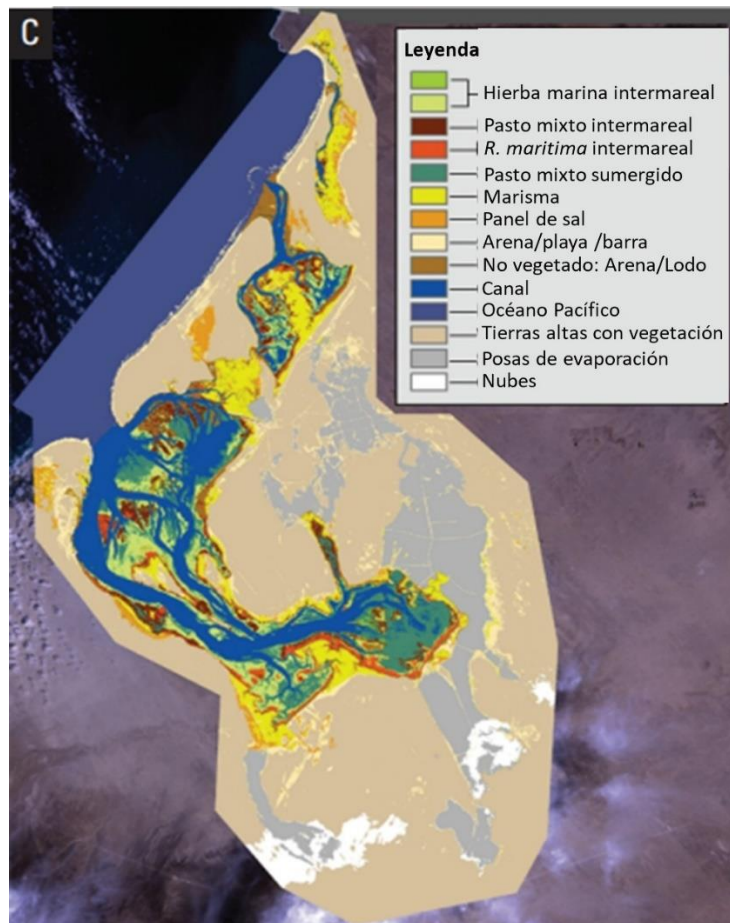 C
Leyenda
Hierba marina intermareal
Pasto mixto intermareal
R. maritima intermareal
Pasto mixto sumergido
Marisma
Panel de sal
Arena/playa /barra
No vegetado: Arena/Lodo
Canal
Océano Pacífico
Tierras altas con vegetación
Posas de evaporación
Nubes